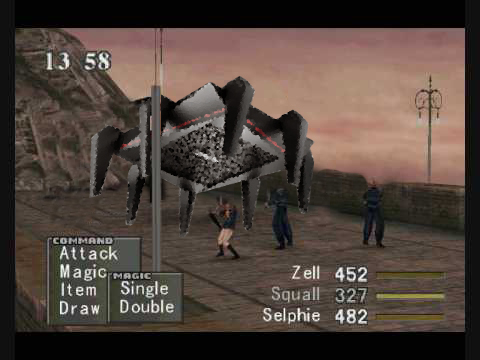 13 58
COMMAND
Attack
Magic
Item
Draw
MAGIC
Single
Double
Zell 452
Squall 327
Selphie 482